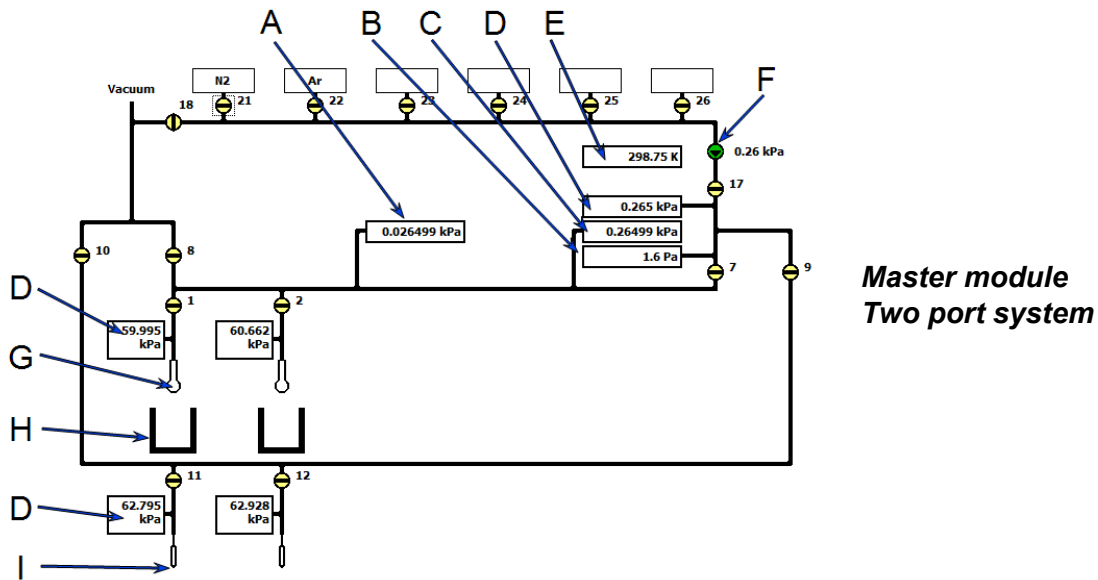 A
B
C
D
E
F
N2
Ar
Vacuum
18
21
22
23
24
25
26
298.75 K
0.26 kPa
17
0.265 kPa
0.026499 kPa
0.26499 kPa
1.6 Pa
10
8
7
9
Master module
Two port system
D
1
2
59.995
kPa
60.662
kPa
G
H
11
12
D
62.795
kPa
62.928
kPa
I